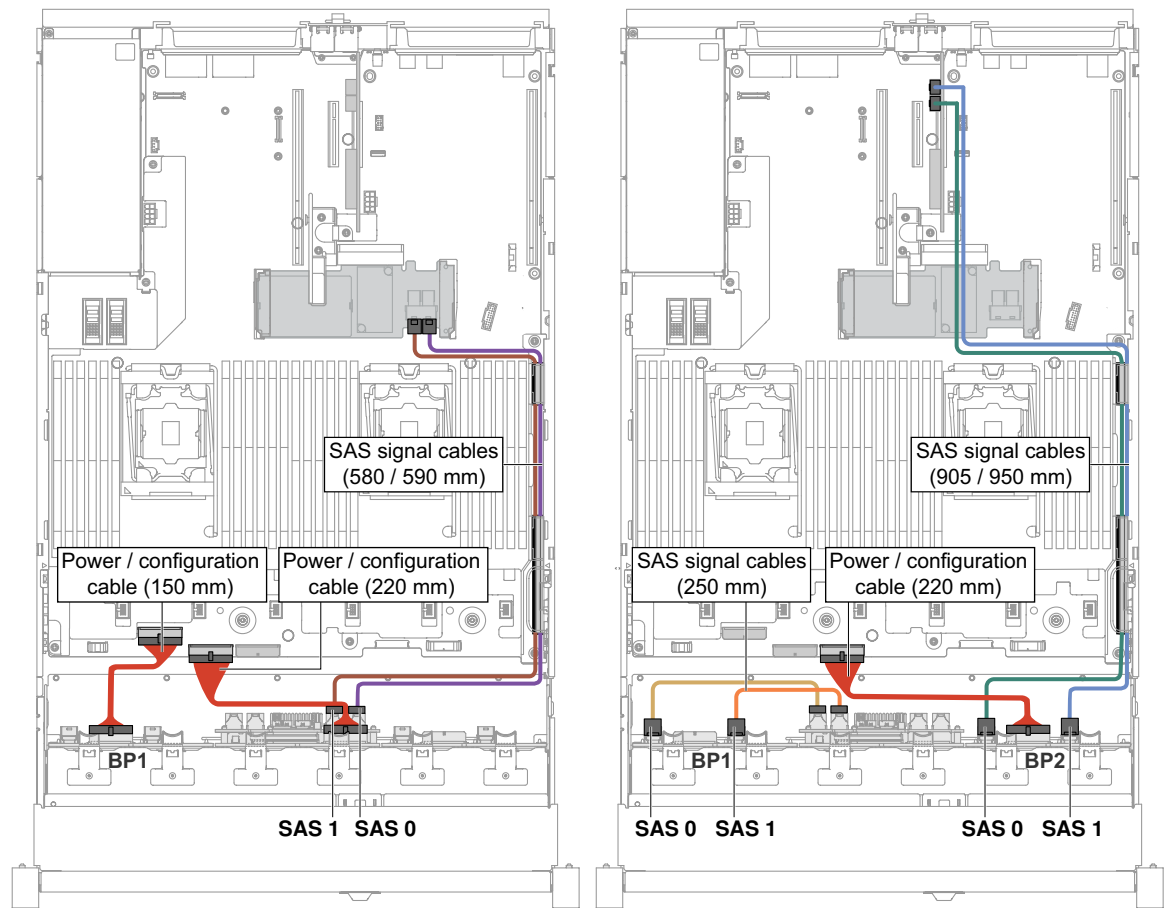 SAS signal cables
(580 / 590 mm)
Power / configuration
cable (150 mm)
Power / configuration
cable (220 mm)
BP1
SAS 1
SAS 0
SAS signal cables
(905 / 950 mm)
SAS signal cables
(250 mm)
Power / configuration
cable (220 mm)
BP1
BP2
SAS 0
SAS 1
SAS 0
SAS 1